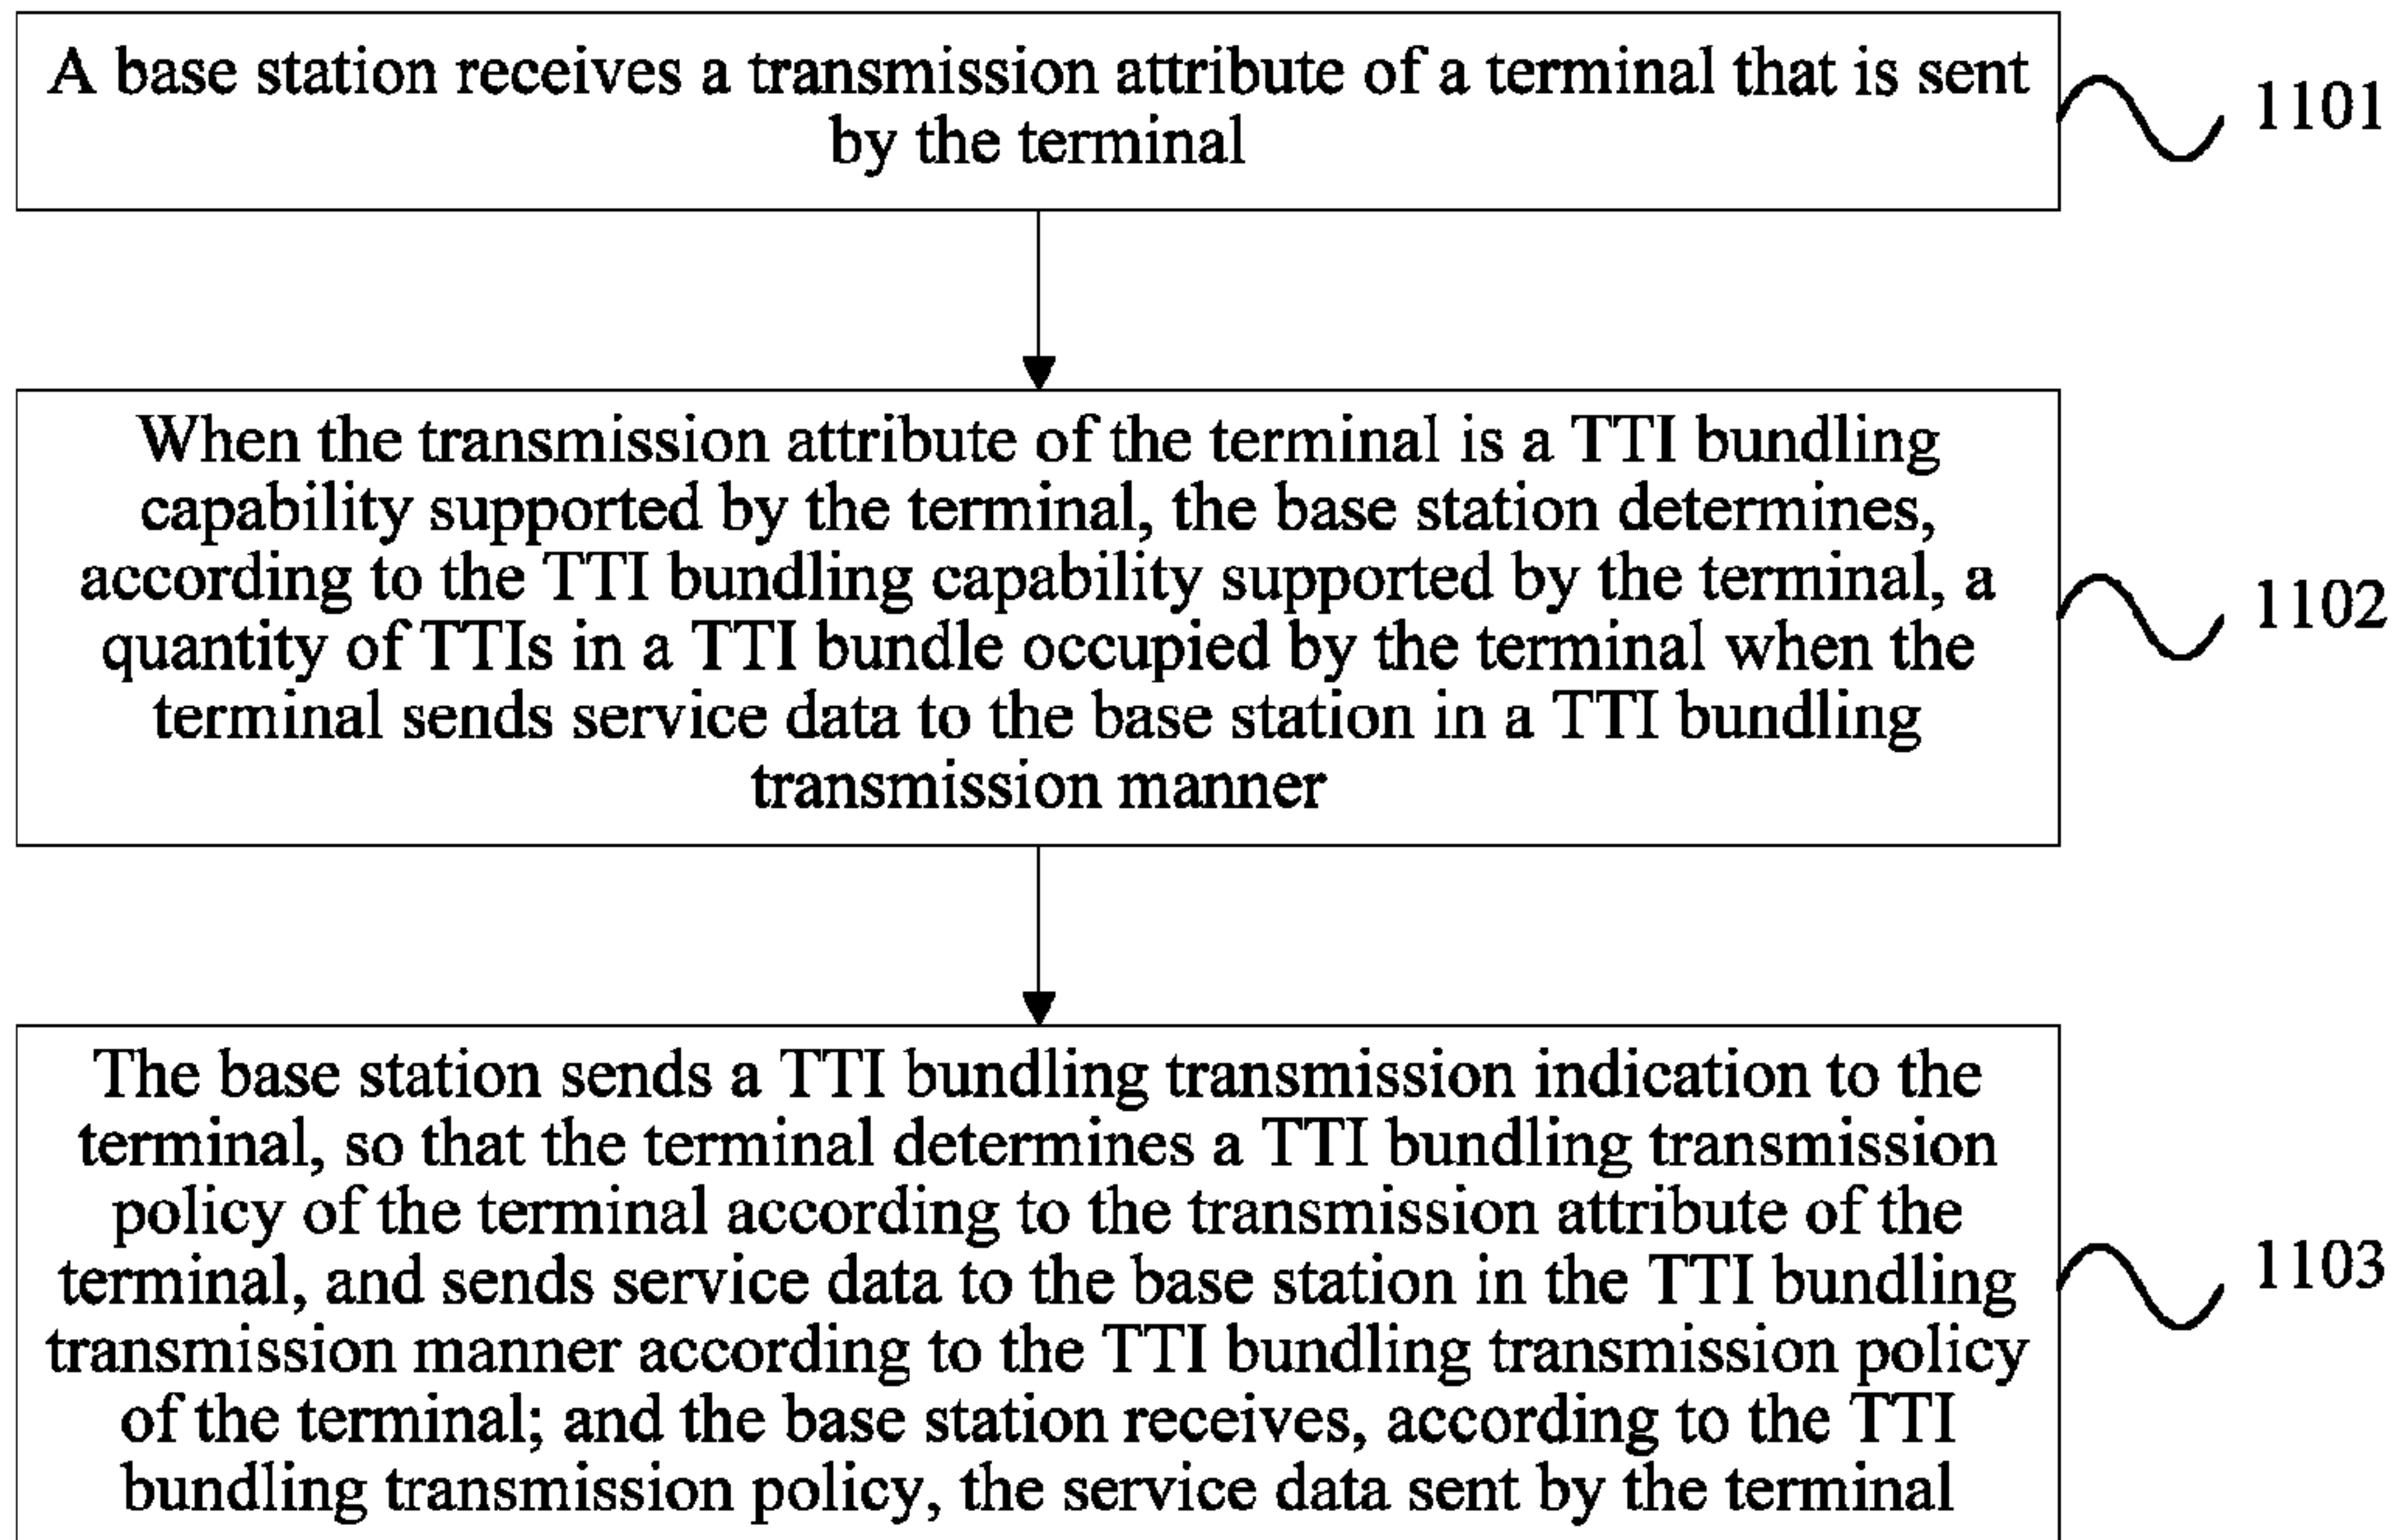 A base station receives a transmission attribute of a terminal that is sent
by the terminal
1101
When the transmission attribute of the terminal is a TTI bundling
capability supported by the terminal, the base station determines,
according to the TTI bundling capability supported by the terminal, a
quantity of TTIs in a TTI bundle occupied by the terminal when the
terminal sends service data to the base station in a TTI bundling
transmission manner
1102
The base station sends a TTI bundling transmission indication to the
terminal, so that the terminal determines a TTI bundling transmission
policy of the terminal according to the transmission attribute of the
terminal, and sends service data to the base station in the TTI bundling
transmission manner according to the TTI bundling transmission policy
of the terminal; and the base station receives, according to the TTI
bundling transmission policy, the service data sent by the terminal
1103